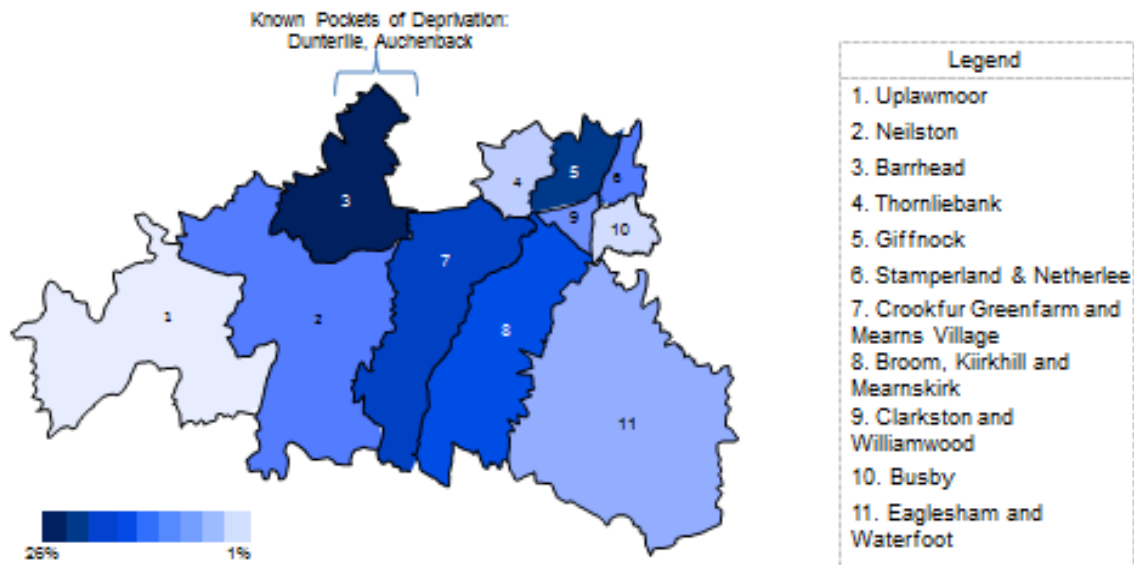 Known Pockets of Deprivation:
Dunterlie, Auchenback
3
4
5
6
9
10
7
1
2
8
11
26%
1%
Legend
1. Uplawmoor
2. Neilston
3. Barrhead
4. Thornliebank
5. Giffnock
6. Stamperland & Netherlee
7. Crookfur Greenfarm and
Mearns Village
8. Broom, Kiirkhill and
Mearnskirk
9. Clarkston and
Williamwood
10. Busby
11. Eaglesham and
Waterfoot